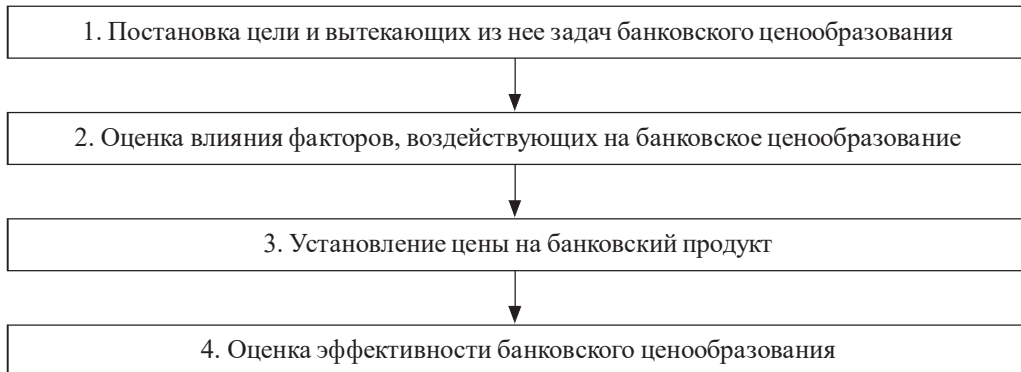 1. Постановка цели и вытекающих из нее задач банковского ценообразования
2. Оценка влияния факторов, воздействующих на банковское ценообразование
3. Установление цены на банковский продукт
4. Оценка эффективности банковского ценообразования